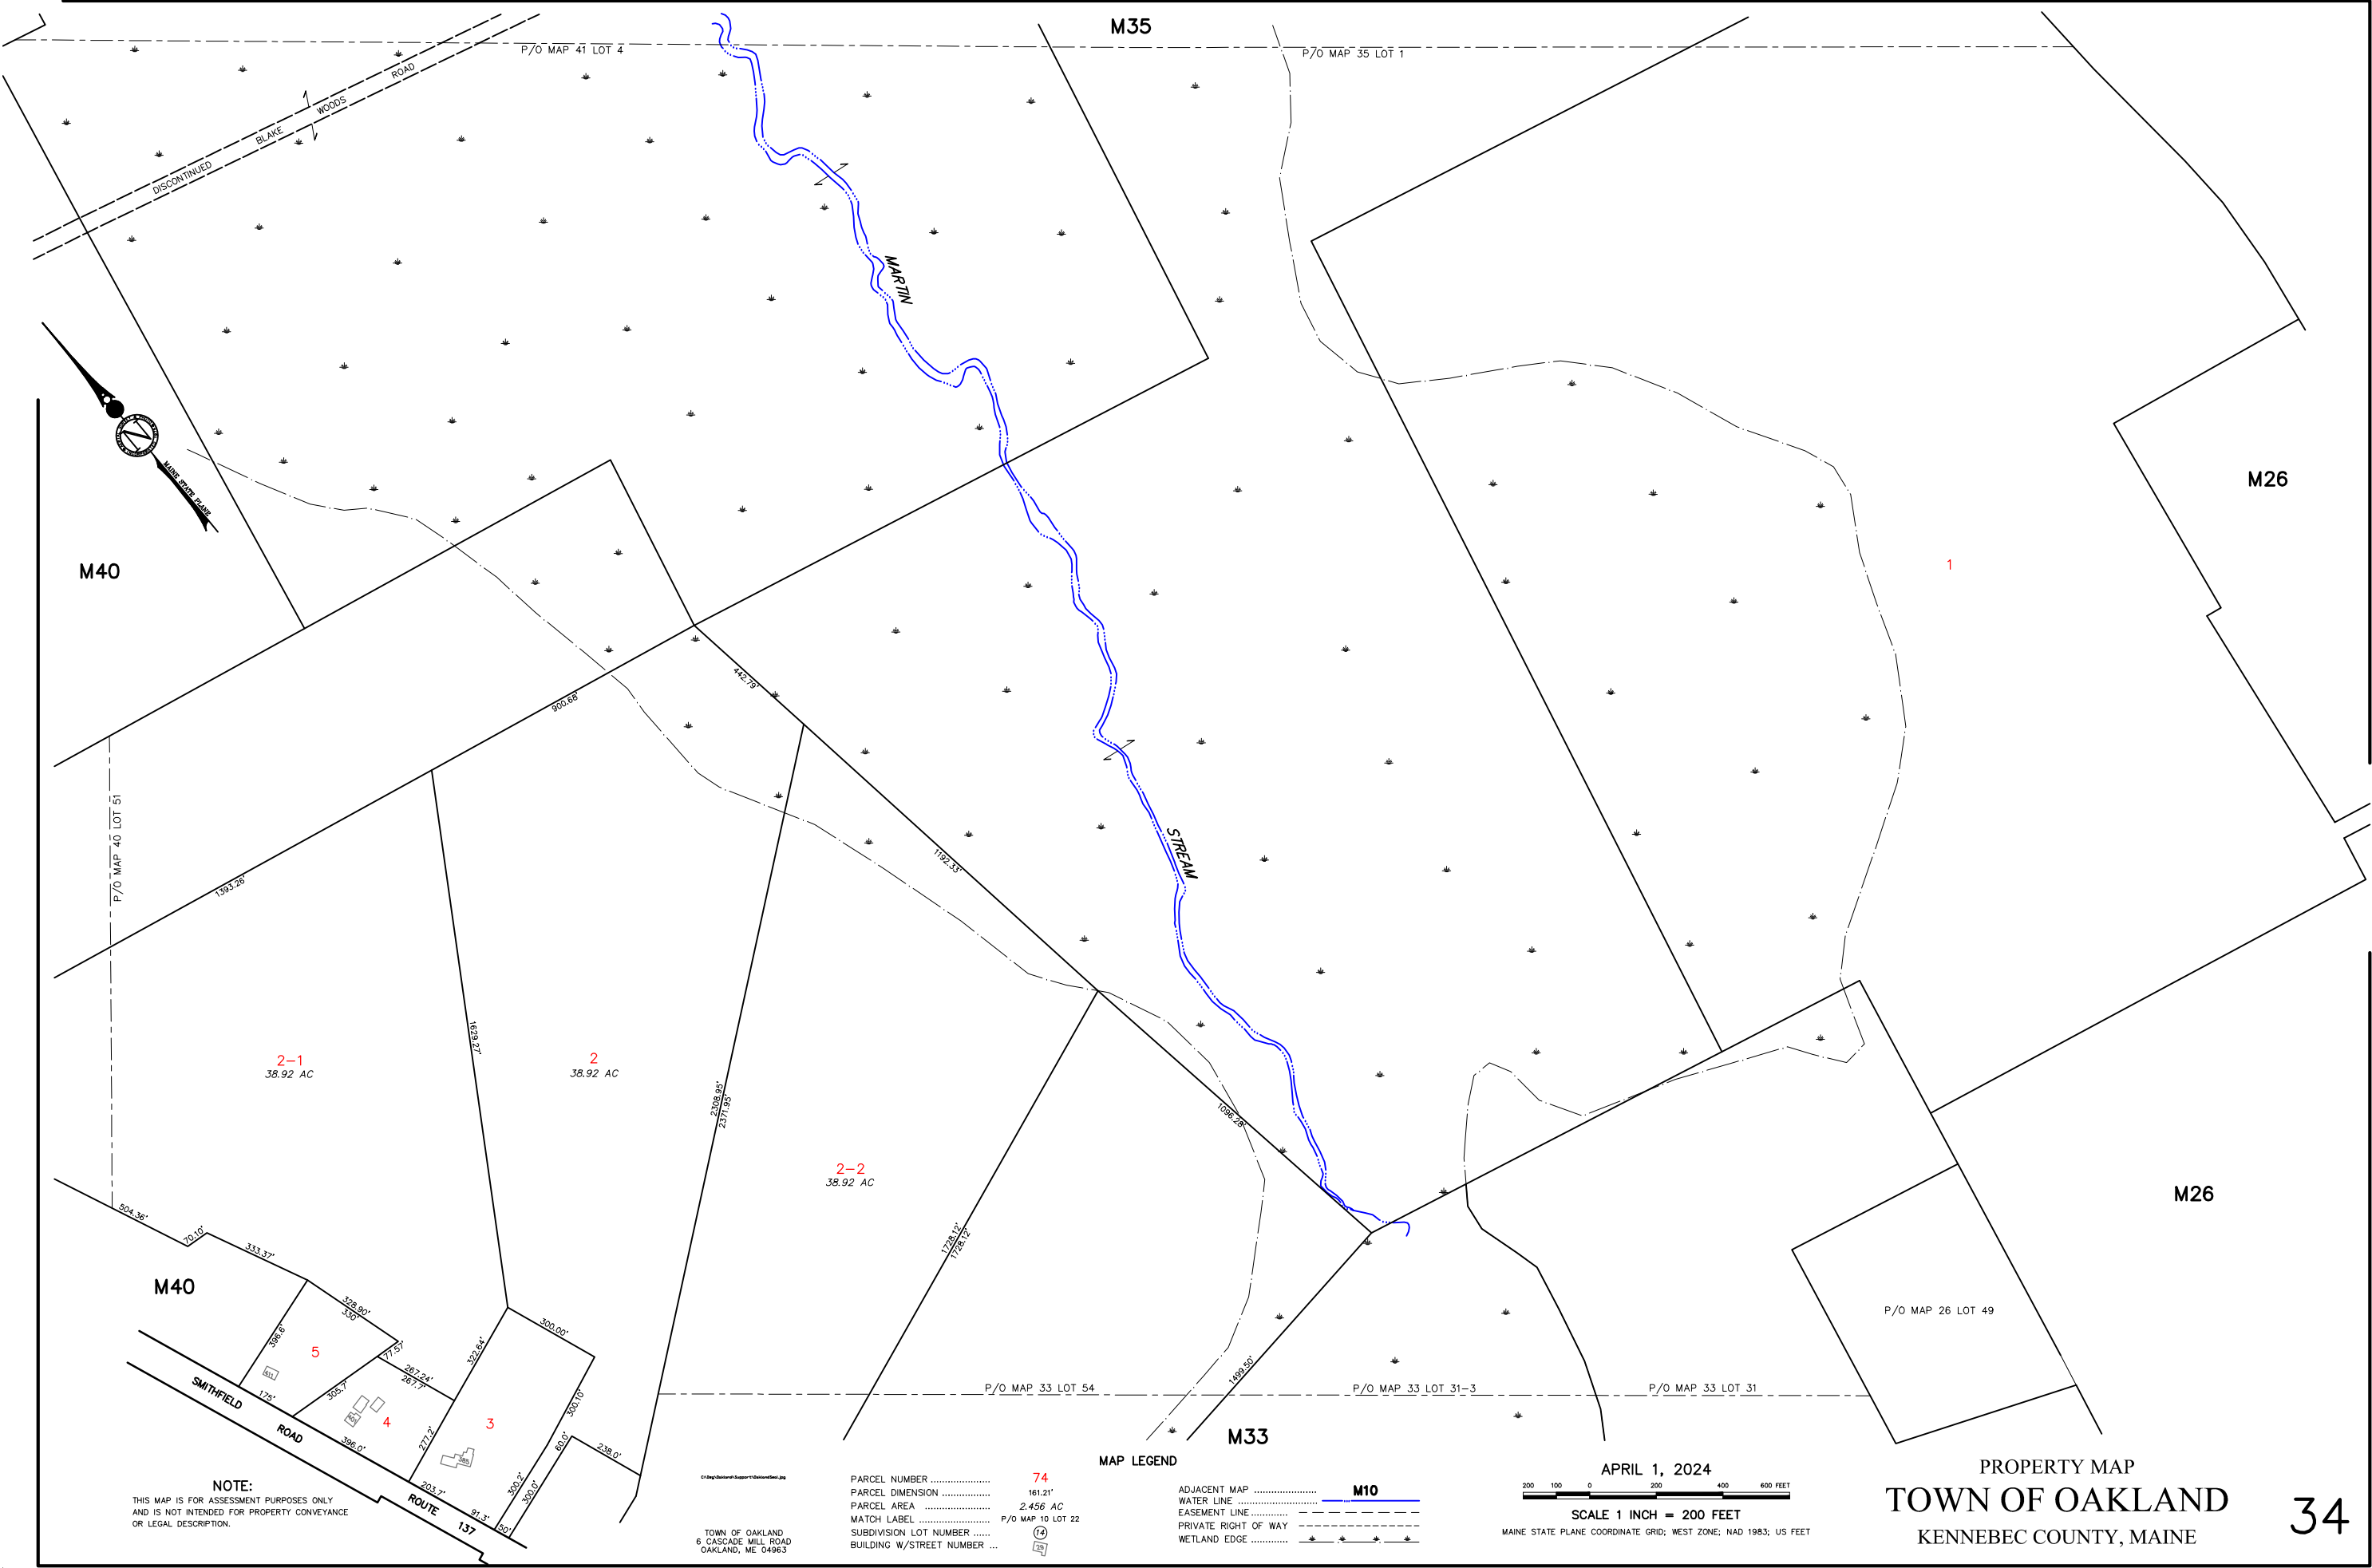 M35
P/O MAP 41 LOT 4
P/O MAP 35 LOT 1
DISCONTINUED BLAKE WOODS ROAD
MARTIN
STREAM
MAINE STATE PLANE
M40
M26
1
442.79'
900.68'
1393.26'
1192.33'
P/O MAP 40 LOT 51
1629.27'
2-1
38.92 AC
2
38.92 AC
2308.95'
2371.95'
1096.28'
2-2
38.92 AC
M26
504.36'
70.10'
333.37'
1728.12'
1728.12'
M40
328.90'
330'
300.00'
P/O MAP 26 LOT 49
396.6'
322.64'
5
77.57'
267.24'
267.7'
1499.50'
P/O MAP 33 LOT 54
P/O MAP 33 LOT 31-3
P/O MAP 33 LOT 31
175'
305.7'
4
3
300.10'
396.0'
277.2'
60.0'
238.0'
385
M33
SMITHFIELD ROAD
ROUTE 137
203.7'
91.3'
50'
300.2'
300.0'
NOTE:
THIS MAP IS FOR ASSESSMENT PURPOSES ONLY
AND IS NOT INTENDED FOR PROPERTY CONVEYANCE
OR LEGAL DESCRIPTION.
TOWN OF OAKLAND
6 CASCADE MILL ROAD
OAKLAND, ME 04963
MAP LEGEND
PARCEL NUMBER ..................... 74
PARCEL DIMENSION ................. 161.21'
PARCEL AREA ....................... 2.456 AC
MATCH LABEL ......................... P/O MAP 10 LOT 22
SUBDIVISION LOT NUMBER ...... 14
BUILDING W/STREET NUMBER ... 29
ADJACENT MAP ...................... M10
WATER LINE ............................
EASEMENT LINE.............
PRIVATE RIGHT OF WAY
WETLAND EDGE .............
APRIL 1, 2024
200 100 0 200 400 600 FEET
SCALE 1 INCH = 200 FEET
MAINE STATE PLANE COORDINATE GRID; WEST ZONE; NAD 1983; US FEET
PROPERTY MAP
TOWN OF OAKLAND
KENNEBEC COUNTY, MAINE
34